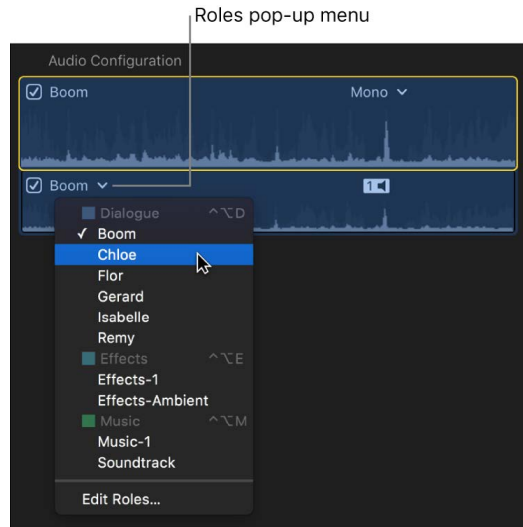 Roles pop-up menu
Audio Configuration
Boom Mono
Boom 1
Dialogue ⌃⌥D
✓ Boom
Chloe
Flor
Gerard
Isabelle
Remy
Effects ⌃⌥E
Effects-1
Effects-Ambient
Music ⌃⌥M
Music-1
Soundtrack
Edit Roles...